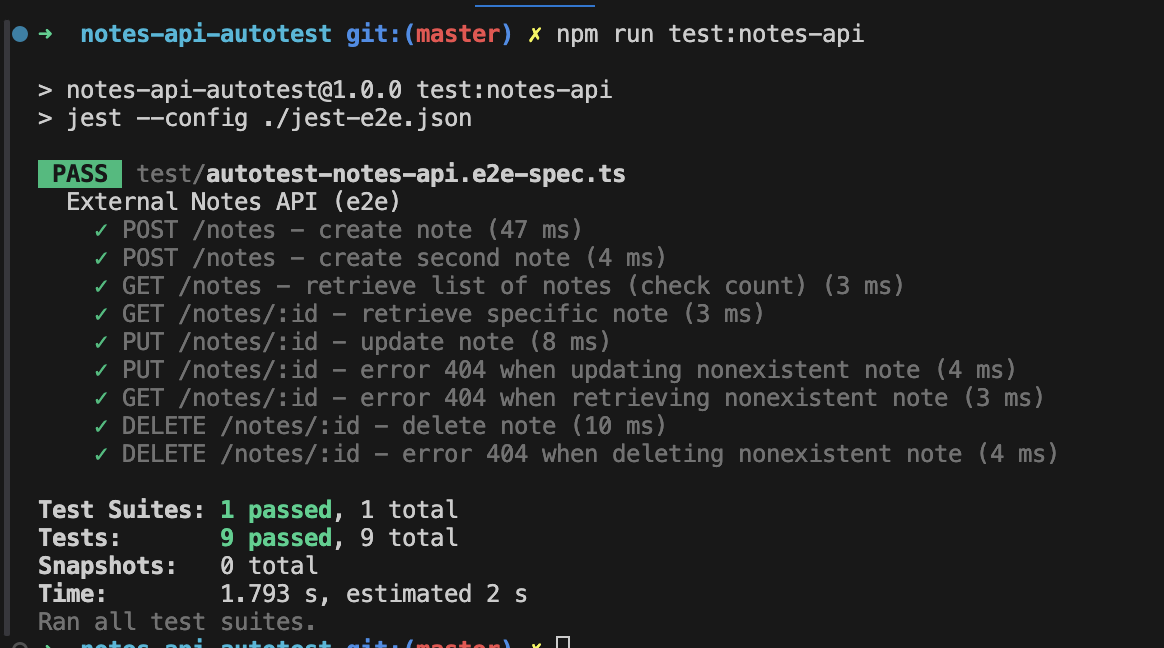 ➜  notes-api-autotest git:(master) ✗ npm run test:notes-api
> notes-api-autotest@1.0.0 test:notes-api
> jest --config ./jest-e2e.json
PASS  test/autotest-notes-api.e2e-spec.ts
External Notes API (e2e)
✓ POST /notes – create note (47 ms)
✓ POST /notes – create second note (4 ms)
✓ GET /notes – retrieve list of notes (check count) (3 ms)
✓ GET /notes/:id – retrieve specific note (3 ms)
✓ PUT /notes/:id – update note (8 ms)
✓ PUT /notes/:id – error 404 when updating nonexistent note (4 ms)
✓ GET /notes/:id – error 404 when retrieving nonexistent note (3 ms)
✓ DELETE /notes/:id – delete note (10 ms)
✓ DELETE /notes/:id – error 404 when deleting nonexistent note (4 ms)
Test Suites: 1 passed, 1 total
Tests:       9 passed, 9 total
Snapshots:   0 total
Time:        1.793 s, estimated 2 s
Ran all test suites.
➜  notes-api-autotest git:(master) ✗